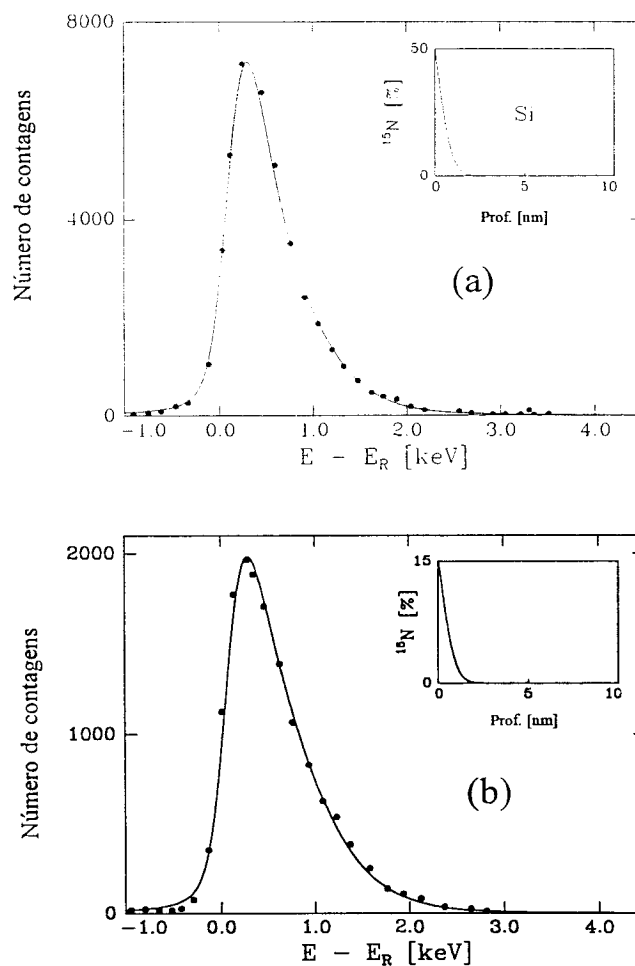 8000
4000
0
Número de contagens
-1.0 0.0 1.0 2.0 3.0 4.0
E - E_R [keV]
50
0
¹⁵N [%]
Si
0 5 10
Prof. [nm]
(a)
2000
1000
0
Número de contagens
-1.0 0.0 1.0 2.0 3.0 4.0
E - E_R [keV]
15
0
¹⁵N [%]
0 5 10
Prof. [nm]
(b)